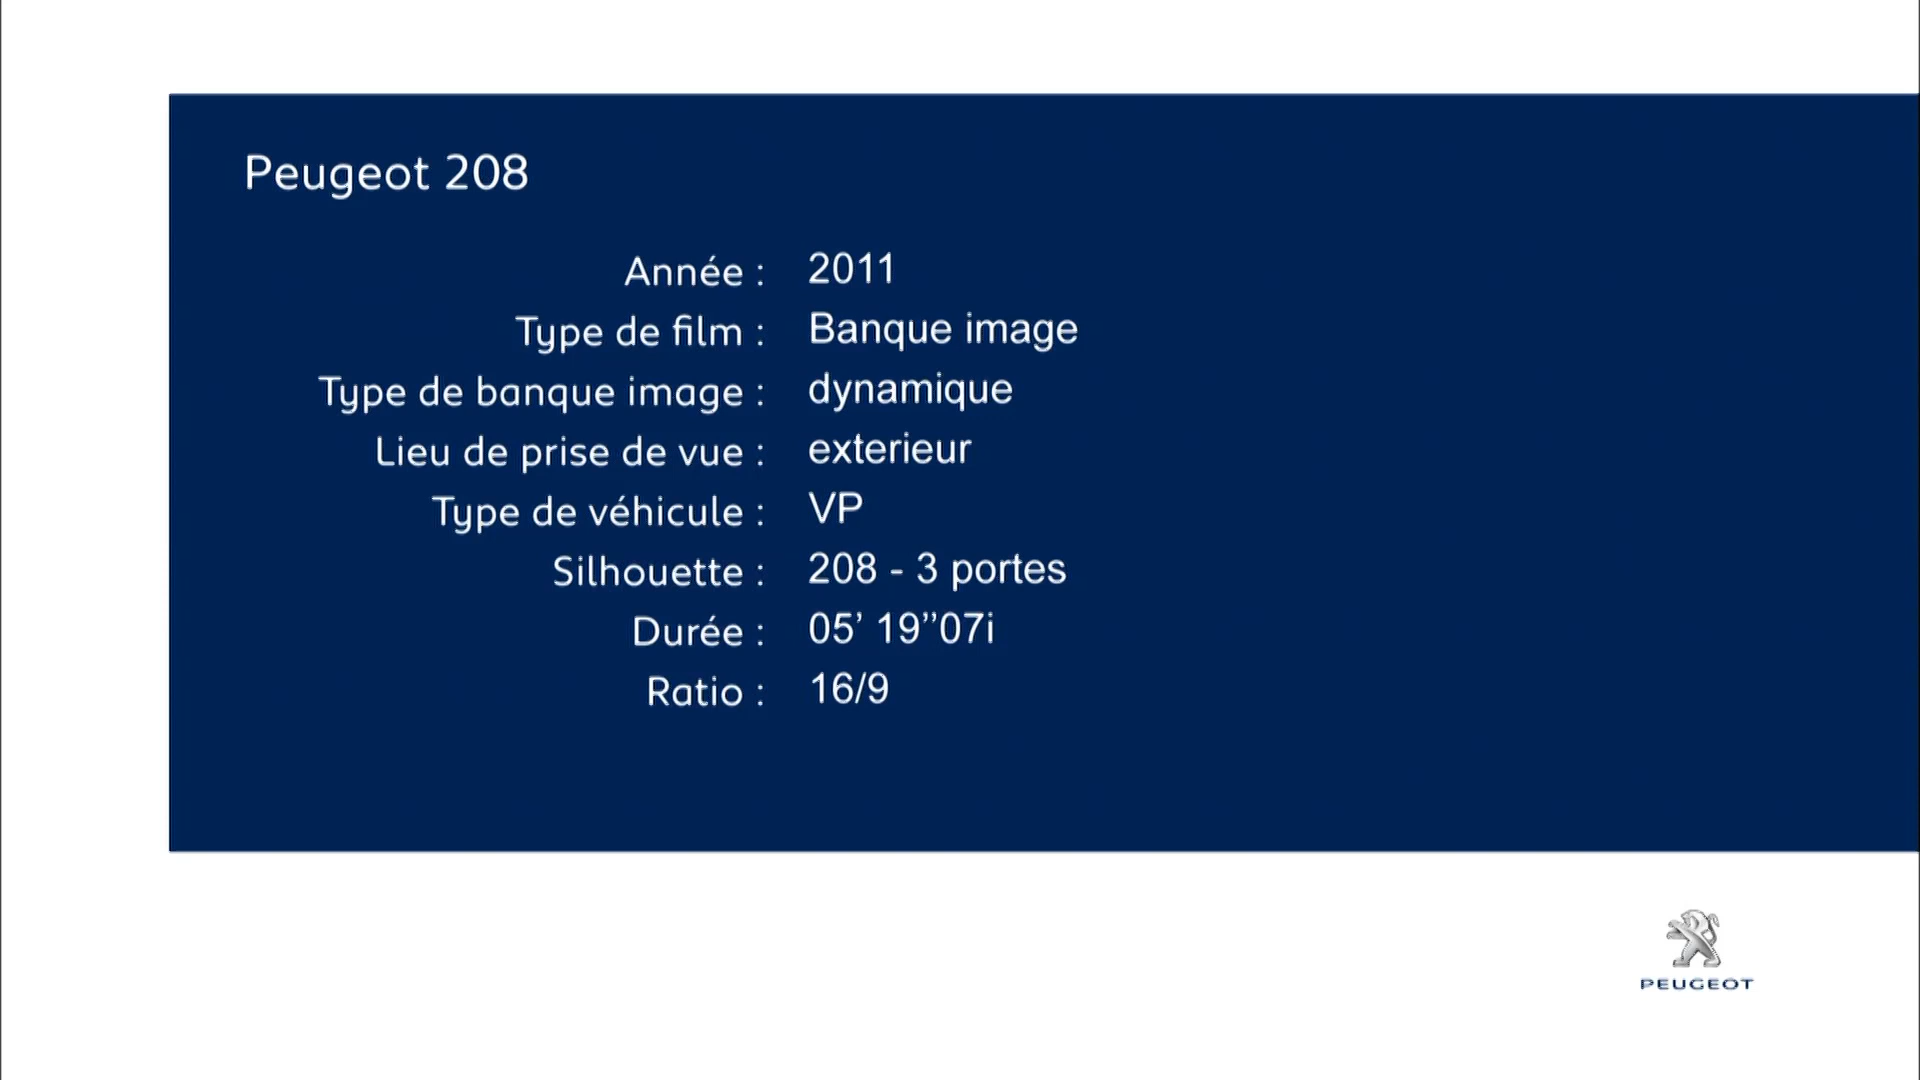 Peugeot 208
Année : 2011
Type de film : Banque image
Type de banque image : dynamique
Lieu de prise de vue : exterieur
Type de véhicule : VP
Silhouette : 208 - 3 portes
Durée : 05’ 19’’07i
Ratio : 16/9
PEUGEOT